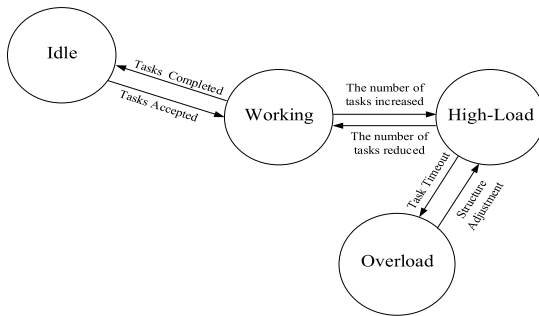 Idle
Tasks Completed
Tasks Accepted
Working
The number of
tasks increased
The number of
tasks reduced
High-Load
Task Timeout
Structure
Adjustment
Overload